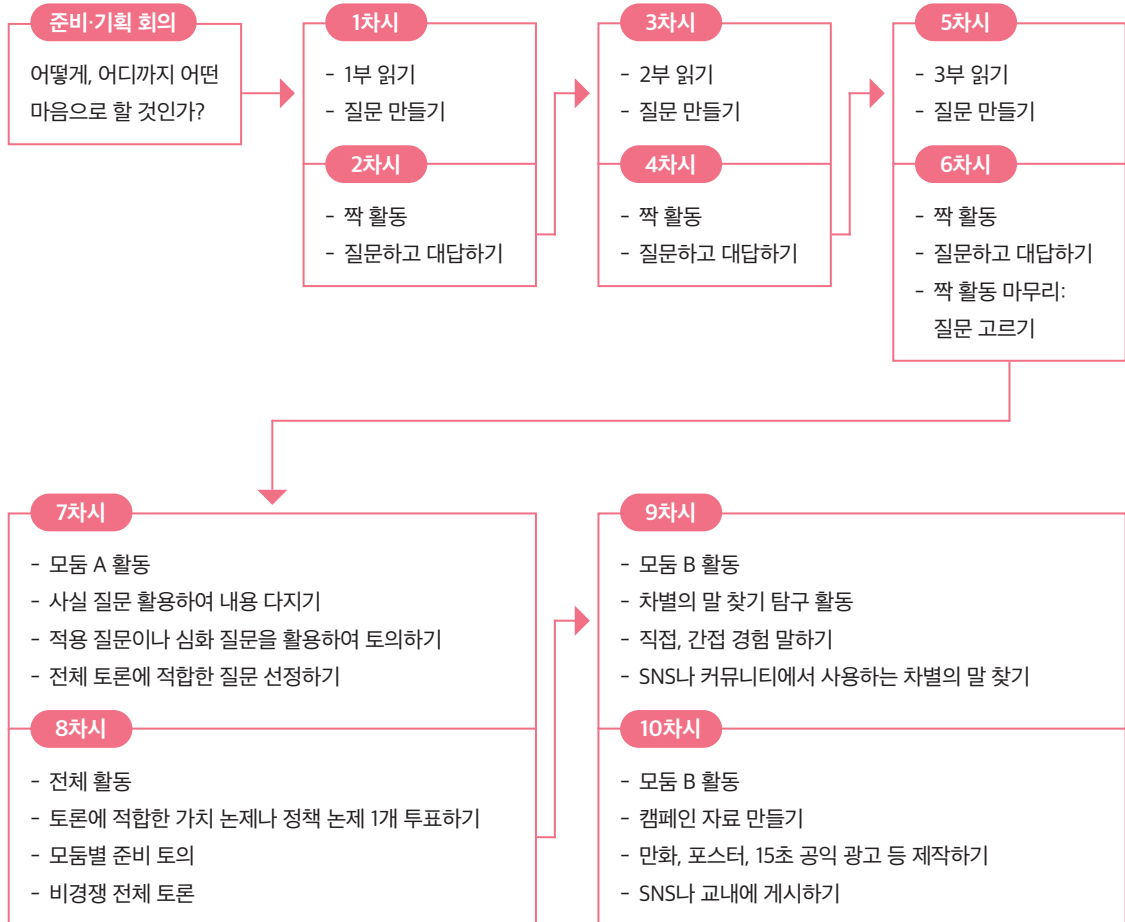 준비·기획 회의
어떻게, 어디까지 어떤
마음으로 할 것인가?
1차시
- 1부 읽기
- 질문 만들기
2차시
- 짝 활동
- 질문하고 대답하기
3차시
- 2부 읽기
- 질문 만들기
4차시
- 짝 활동
- 질문하고 대답하기
5차시
- 3부 읽기
- 질문 만들기
6차시
- 짝 활동
- 질문하고 대답하기
- 짝 활동 마무리:
질문 고르기
7차시
- 모둠 A 활동
- 사실 질문 활용하여 내용 다지기
- 적용 질문이나 심화 질문을 활용하여 토의하기
- 전체 토론에 적합한 질문 선정하기
8차시
- 전체 활동
- 토론에 적합한 가치 논제나 정책 논제 1개 투표하기
- 모둠별 준비 토의
- 비경쟁 전체 토론
9차시
- 모둠 B 활동
- 차별의 말 찾기 탐구 활동
- 직접, 간접 경험 말하기
- SNS나 커뮤니티에서 사용하는 차별의 말 찾기
10차시
- 모둠 B 활동
- 캠페인 자료 만들기
- 만화, 포스터, 15초 공익 광고 등 제작하기
- SNS나 교내에 게시하기